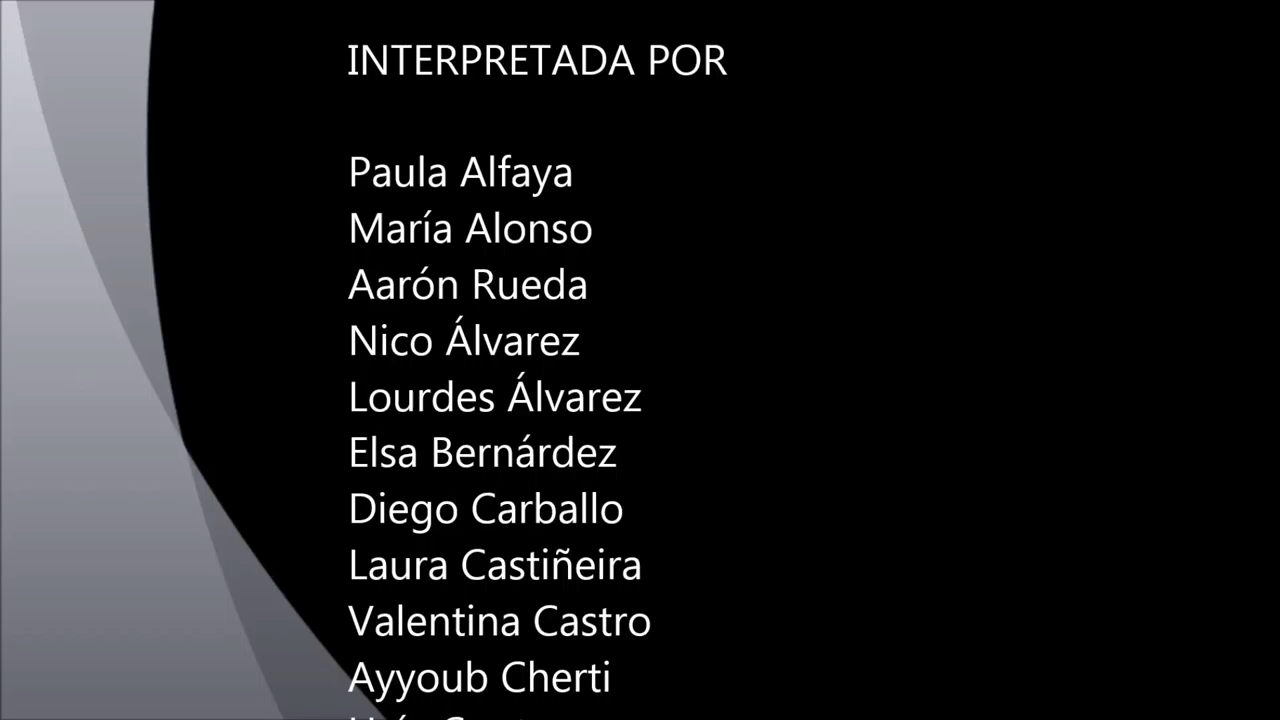 INTERPRETADA POR
Paula Alfaya
María Alonso
Aarón Rueda
Nico Álvarez
Lourdes Álvarez
Elsa Bernárdez
Diego Carballo
Laura Castiñeira
Valentina Castro
Ayyoub Cherti